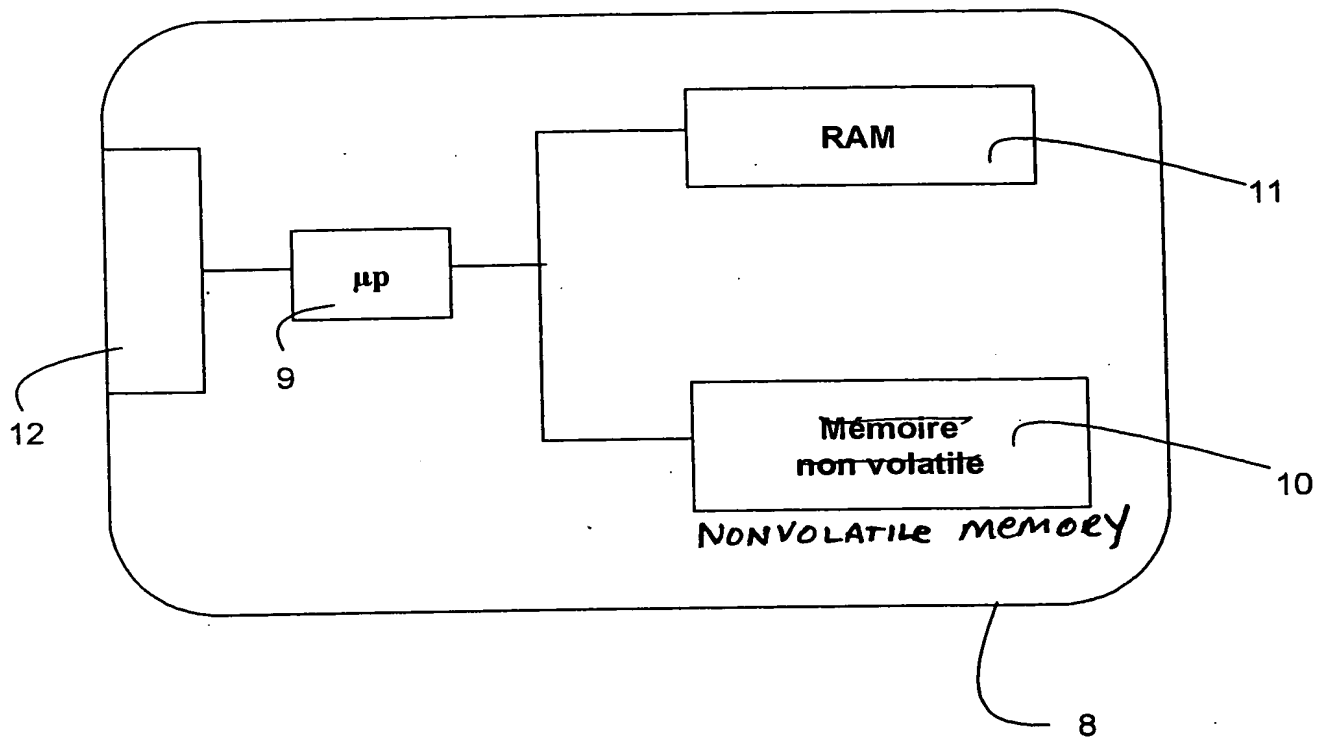 RAM
11
µp
9
12
Mémoire
non volatile
10
NONVOLATILE MEMORY
8